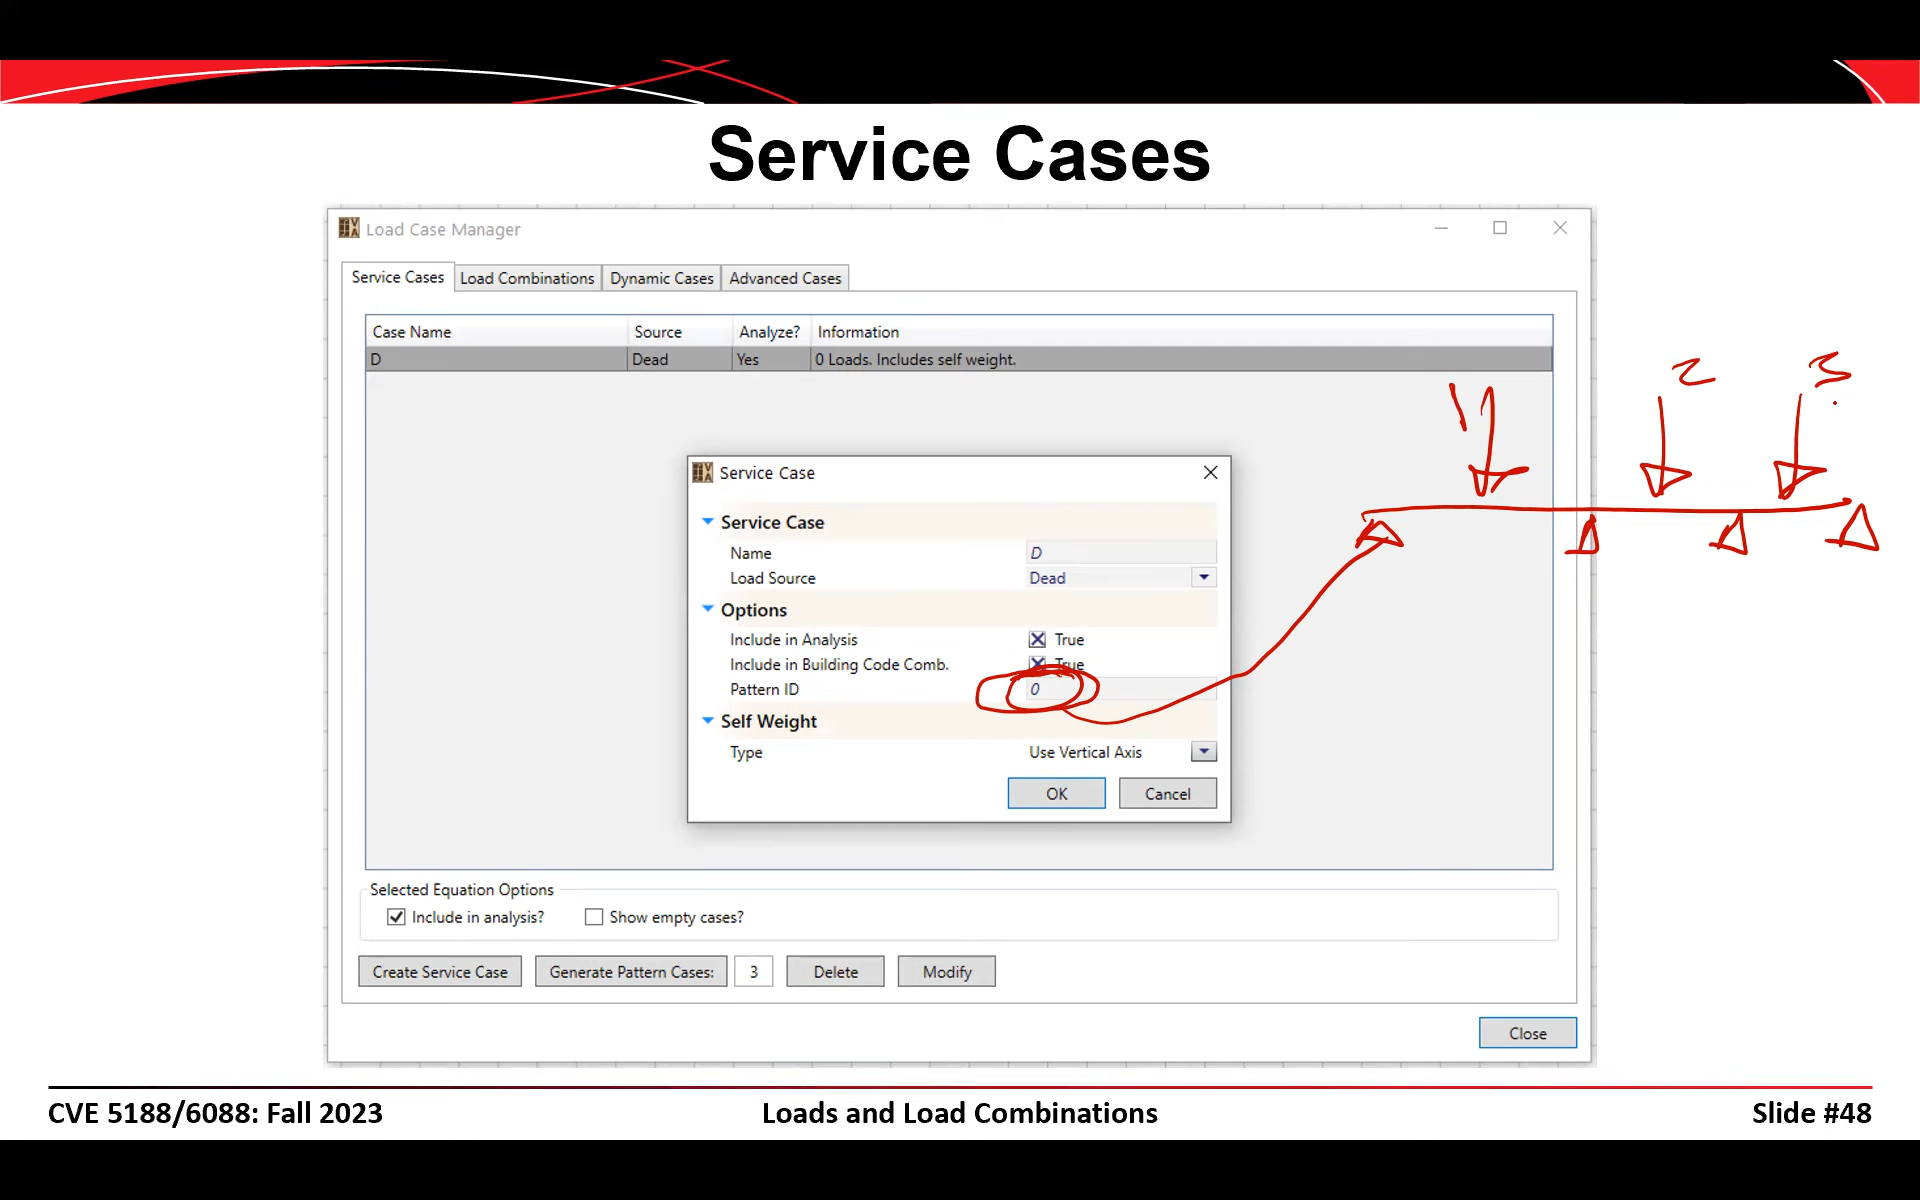 Service Cases
Load Case Manager
Service Cases Load Combinations Dynamic Cases Advanced Cases
Case Name Source Analyze? Information
D Dead Yes 0 Loads. Includes self weight.
1 2 3
Service Case
Service Case
Name D
Load Source Dead
Options
Include in Analysis True
Include in Building Code Comb. True
Pattern ID 0
Self Weight
Type Use Vertical Axis
OK Cancel
Selected Equation Options
Include in analysis? Show empty cases?
Create Service Case Generate Pattern Cases: 3 Delete Modify
Close
CVE 5188/6088: Fall 2023 Loads and Load Combinations Slide #48